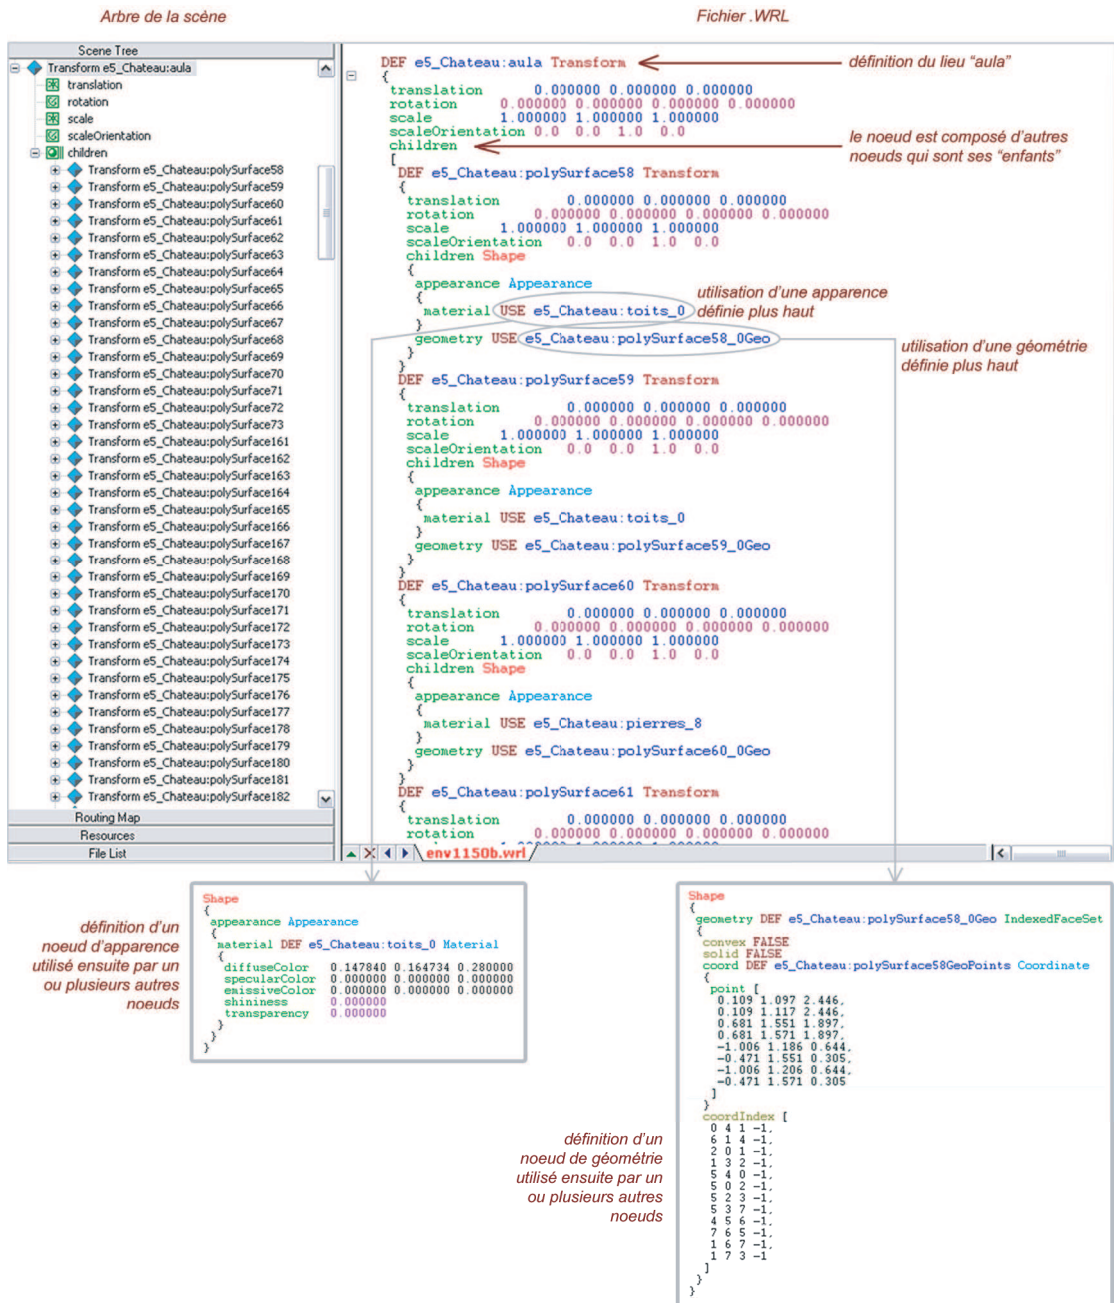 Arbre de la scène
Fichier .WRL
Scene Tree
Transform e5_Chateau:aula
translation
rotation
scale
scaleOrientation
children
Transform e5_Chateau:polySurface58
Transform e5_Chateau:polySurface59
Transform e5_Chateau:polySurface60
Transform e5_Chateau:polySurface61
Transform e5_Chateau:polySurface62
Transform e5_Chateau:polySurface63
Transform e5_Chateau:polySurface64
Transform e5_Chateau:polySurface65
Transform e5_Chateau:polySurface66
Transform e5_Chateau:polySurface67
Transform e5_Chateau:polySurface68
Transform e5_Chateau:polySurface69
Transform e5_Chateau:polySurface70
Transform e5_Chateau:polySurface71
Transform e5_Chateau:polySurface72
Transform e5_Chateau:polySurface73
Transform e5_Chateau:polySurface161
Transform e5_Chateau:polySurface162
Transform e5_Chateau:polySurface163
Transform e5_Chateau:polySurface164
Transform e5_Chateau:polySurface165
Transform e5_Chateau:polySurface166
Transform e5_Chateau:polySurface167
Transform e5_Chateau:polySurface168
Transform e5_Chateau:polySurface169
Transform e5_Chateau:polySurface170
Transform e5_Chateau:polySurface171
Transform e5_Chateau:polySurface172
Transform e5_Chateau:polySurface173
Transform e5_Chateau:polySurface174
Transform e5_Chateau:polySurface175
Transform e5_Chateau:polySurface176
Transform e5_Chateau:polySurface177
Transform e5_Chateau:polySurface178
Transform e5_Chateau:polySurface179
Transform e5_Chateau:polySurface180
Transform e5_Chateau:polySurface181
Transform e5_Chateau:polySurface182
Routing Map
Resources
File List
DEF e5_Chateau:aula Transform
{
translation 0.000000 0.000000 0.000000
rotation 0.000000 0.000000 0.000000 0.000000
scale 1.000000 1.000000 1.000000
scaleOrientation 0.0 0.0 1.0 0.0
children
[
DEF e5_Chateau:polySurface58 Transform
{
translation 0.000000 0.000000 0.000000
rotation 0.000000 0.000000 0.000000 0.000000
scale 1.000000 1.000000 1.000000
scaleOrientation 0.0 0.0 1.0 0.0
children Shape
{
appearance Appearance
{
material USE e5_Chateau:toits_0
}
geometry USE e5_Chateau:polySurface58_0Geo
}
}
DEF e5_Chateau:polySurface59 Transform
{
translation 0.000000 0.000000 0.000000
rotation 0.000000 0.000000 0.000000 0.000000
scale 1.000000 1.000000 1.000000
scaleOrientation 0.0 0.0 1.0 0.0
children Shape
{
appearance Appearance
{
material USE e5_Chateau:toits_0
}
geometry USE e5_Chateau:polySurface59_0Geo
}
}
DEF e5_Chateau:polySurface60 Transform
{
translation 0.000000 0.000000 0.000000
rotation 0.000000 0.000000 0.000000 0.000000
scale 1.000000 1.000000 1.000000
scaleOrientation 0.0 0.0 1.0 0.0
children Shape
{
appearance Appearance
{
material USE e5_Chateau:pierres_8
}
geometry USE e5_Chateau:polySurface60_0Geo
}
}
DEF e5_Chateau:polySurface61 Transform
{
translation 0.000000 0.000000 0.000000
rotation 0.000000 0.000000 0.000000 0.000000
env1150b.wrl
définition du lieu “aula”
le noeud est composé d’autres
noeuds qui sont ses “enfants”
utilisation d’une apparence
définie plus haut
utilisation d’une géométrie
définie plus haut
définition d’un
noeud d’apparence
utilisé ensuite par un
ou plusieurs autres
noeuds
Shape
{
appearance Appearance
{
material DEF e5_Chateau:toits_0 Material
{
diffuseColor 0.147840 0.164734 0.280000
specularColor 0.000000 0.000000 0.000000
emissiveColor 0.000000 0.000000 0.000000
shininess 0.000000
transparency 0.000000
}
}
}
définition d’un
noeud de géométrie
utilisé ensuite par un
ou plusieurs autres
noeuds
Shape
{
geometry DEF e5_Chateau:polySurface58_0Geo IndexedFaceSet
{
convex FALSE
solid FALSE
coord DEF e5_Chateau:polySurface58GeoPoints Coordinate
{
point [
0.109 1.097 2.446,
0.109 1.117 2.446,
0.681 1.551 1.897,
0.681 1.571 1.897,
-1.006 1.186 0.644,
-0.471 1.551 0.305,
-1.006 1.206 0.644,
-0.471 1.571 0.305
]
}
coordIndex [
0 4 1 -1,
6 1 4 -1,
2 0 1 -1,
1 3 2 -1,
5 4 0 -1,
5 0 2 -1,
5 2 3 -1,
5 3 7 -1,
4 5 6 -1,
7 6 5 -1,
1 6 7 -1,
1 7 3 -1
]
}
}